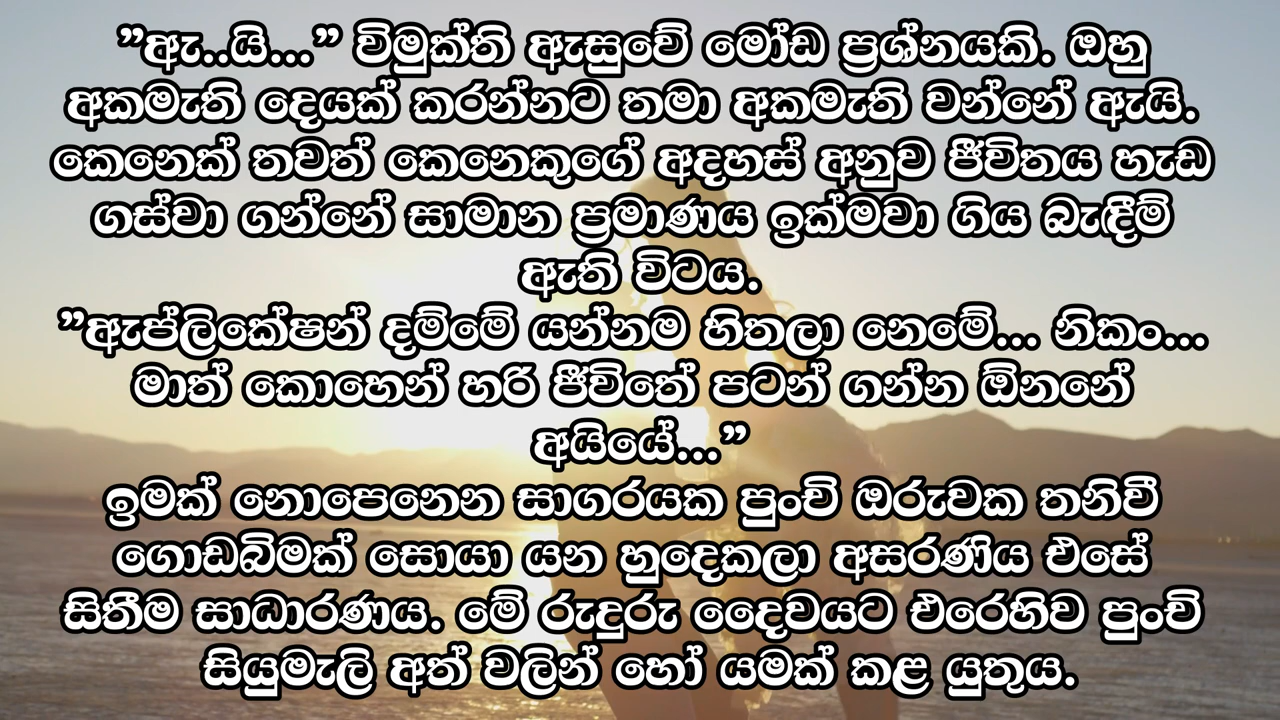 ”ඇ..යි...” විමුක්ති ඇසුවේ මෝඩ ප්‍රශ්නයකි. ඔහු
අකමැති දෙයක් කරන්නට තමා අකමැති වන්නේ ඇයි.
කෙනෙක් තවත් කෙනෙකුගේ අදහස් අනුව ජීවිතය හැඩ
ගස්වා ගන්නේ සාමාන ප්‍රමාණය ඉක්මවා ගිය බැඳීම්
ඇති විටය.
”ඇප්ලිකේෂන් දම්මේ යන්නම හිතලා නෙමේ... නිකං...
මාත් කොහෙන් හරි ජීවිතේ පටන් ගන්න ඕනනේ
අයියේ...”
ඉමක් නොපෙනෙන සාගරයක පුංචි ඔරුවක තනිවී
ගොඩබිමක් සොයා යන හුදෙකලා අසරණිය එසේ
සිතීම සාධාරණය. මේ රුදුරු දෛවයට එරෙහිව පුංචි
සියුමැලි අත් වලින් හෝ යමක් කළ යුතුය.